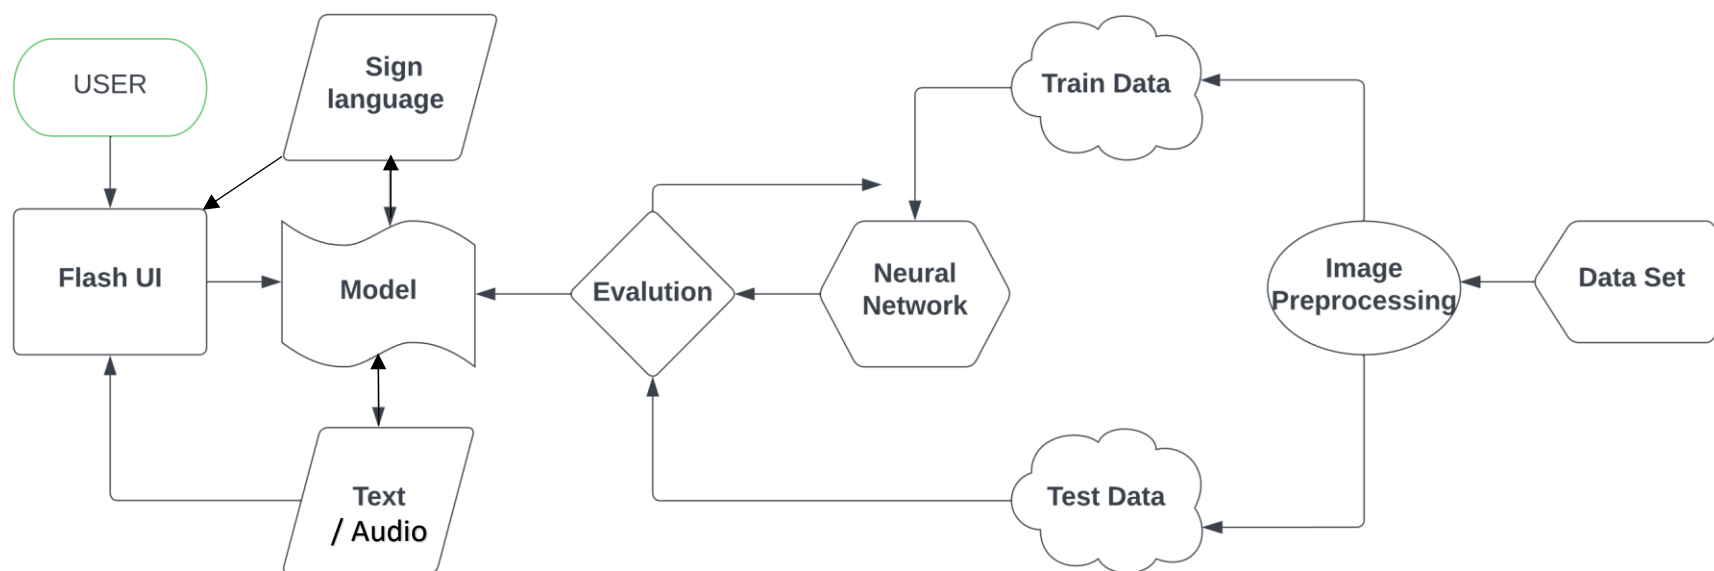 USER
Sign
language
Train Data
Flash UI
Model
Evalution
Neural
Network
Image
Preprocessing
Data Set
Text
/ Audio
Test Data